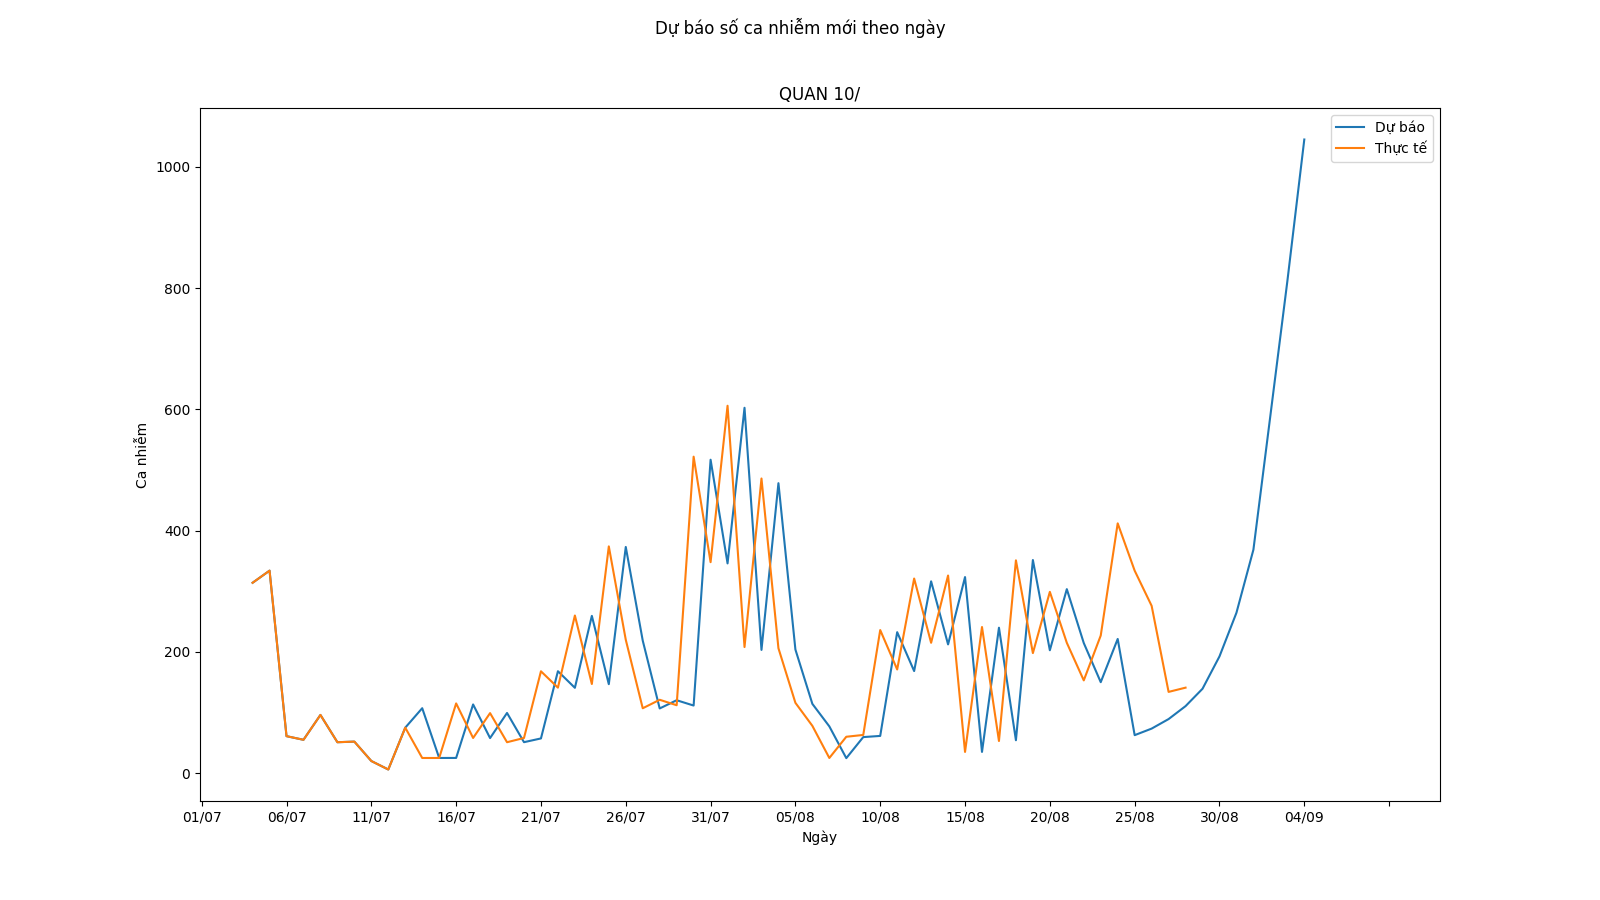 Dự báo số ca nhiễm mới theo ngày
QUAN 10/
Dự báo
Thực tế
1000
800
600
400
200
0
Ca nhiễm
01/07 06/07 11/07 16/07 21/07 26/07 31/07 05/08 10/08 15/08 20/08 25/08 30/08 04/09
Ngày